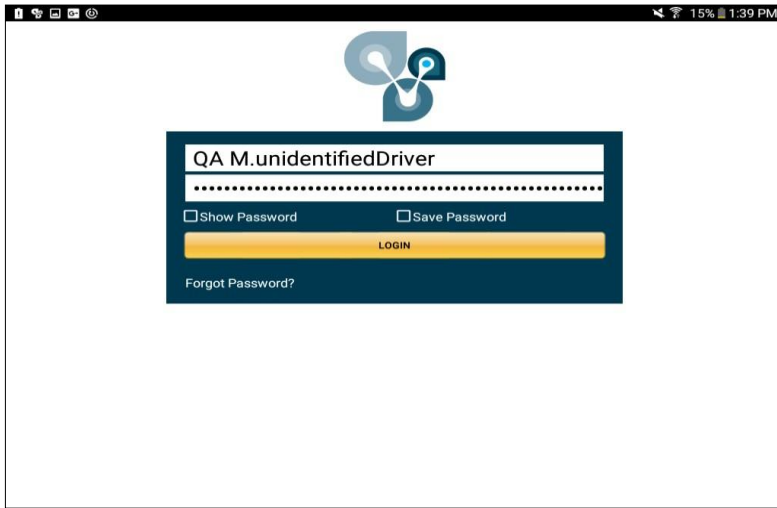 15% 1:39 PM
QA M.unidentifiedDriver
Show Password Save Password
LOGIN
Forgot Password?